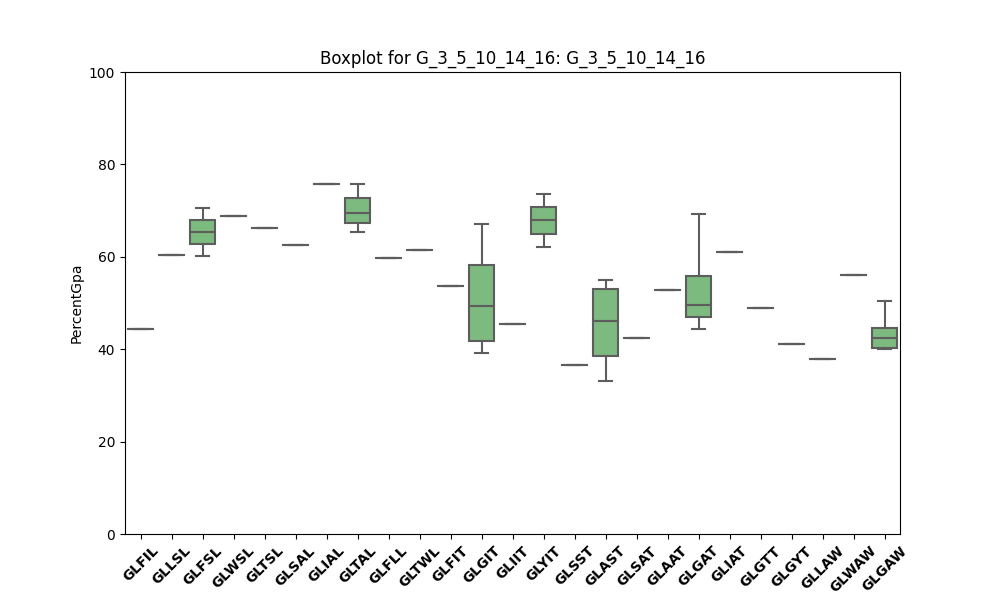 Boxplot for G_3_5_10_14_16: G_3_5_10_14_16
PercentGpa
100
80
60
40
20
0
GLFIL
GLLSL
GLFSL
GLWSL
GLTSL
GLSAL
GLIAL
GLTAL
GLFLL
GLTWL
GLFIT
GLGIT
GLIIT
GLYIT
GLSST
GLAST
GLSAT
GLAAT
GLGAT
GLIAT
GLGTT
GLGYT
GLLAW
GLWAW
GLGAW